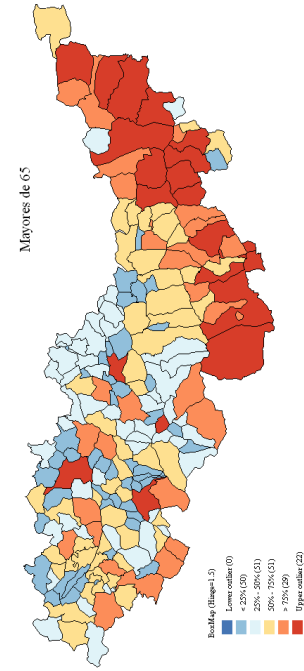 Mayores de 65
BoxMap (Hinge=1.5)
Lower outlier (0)
< 25% (50)
25% - 50% (51)
50% - 75% (51)
> 75% (29)
Upper outlier (22)